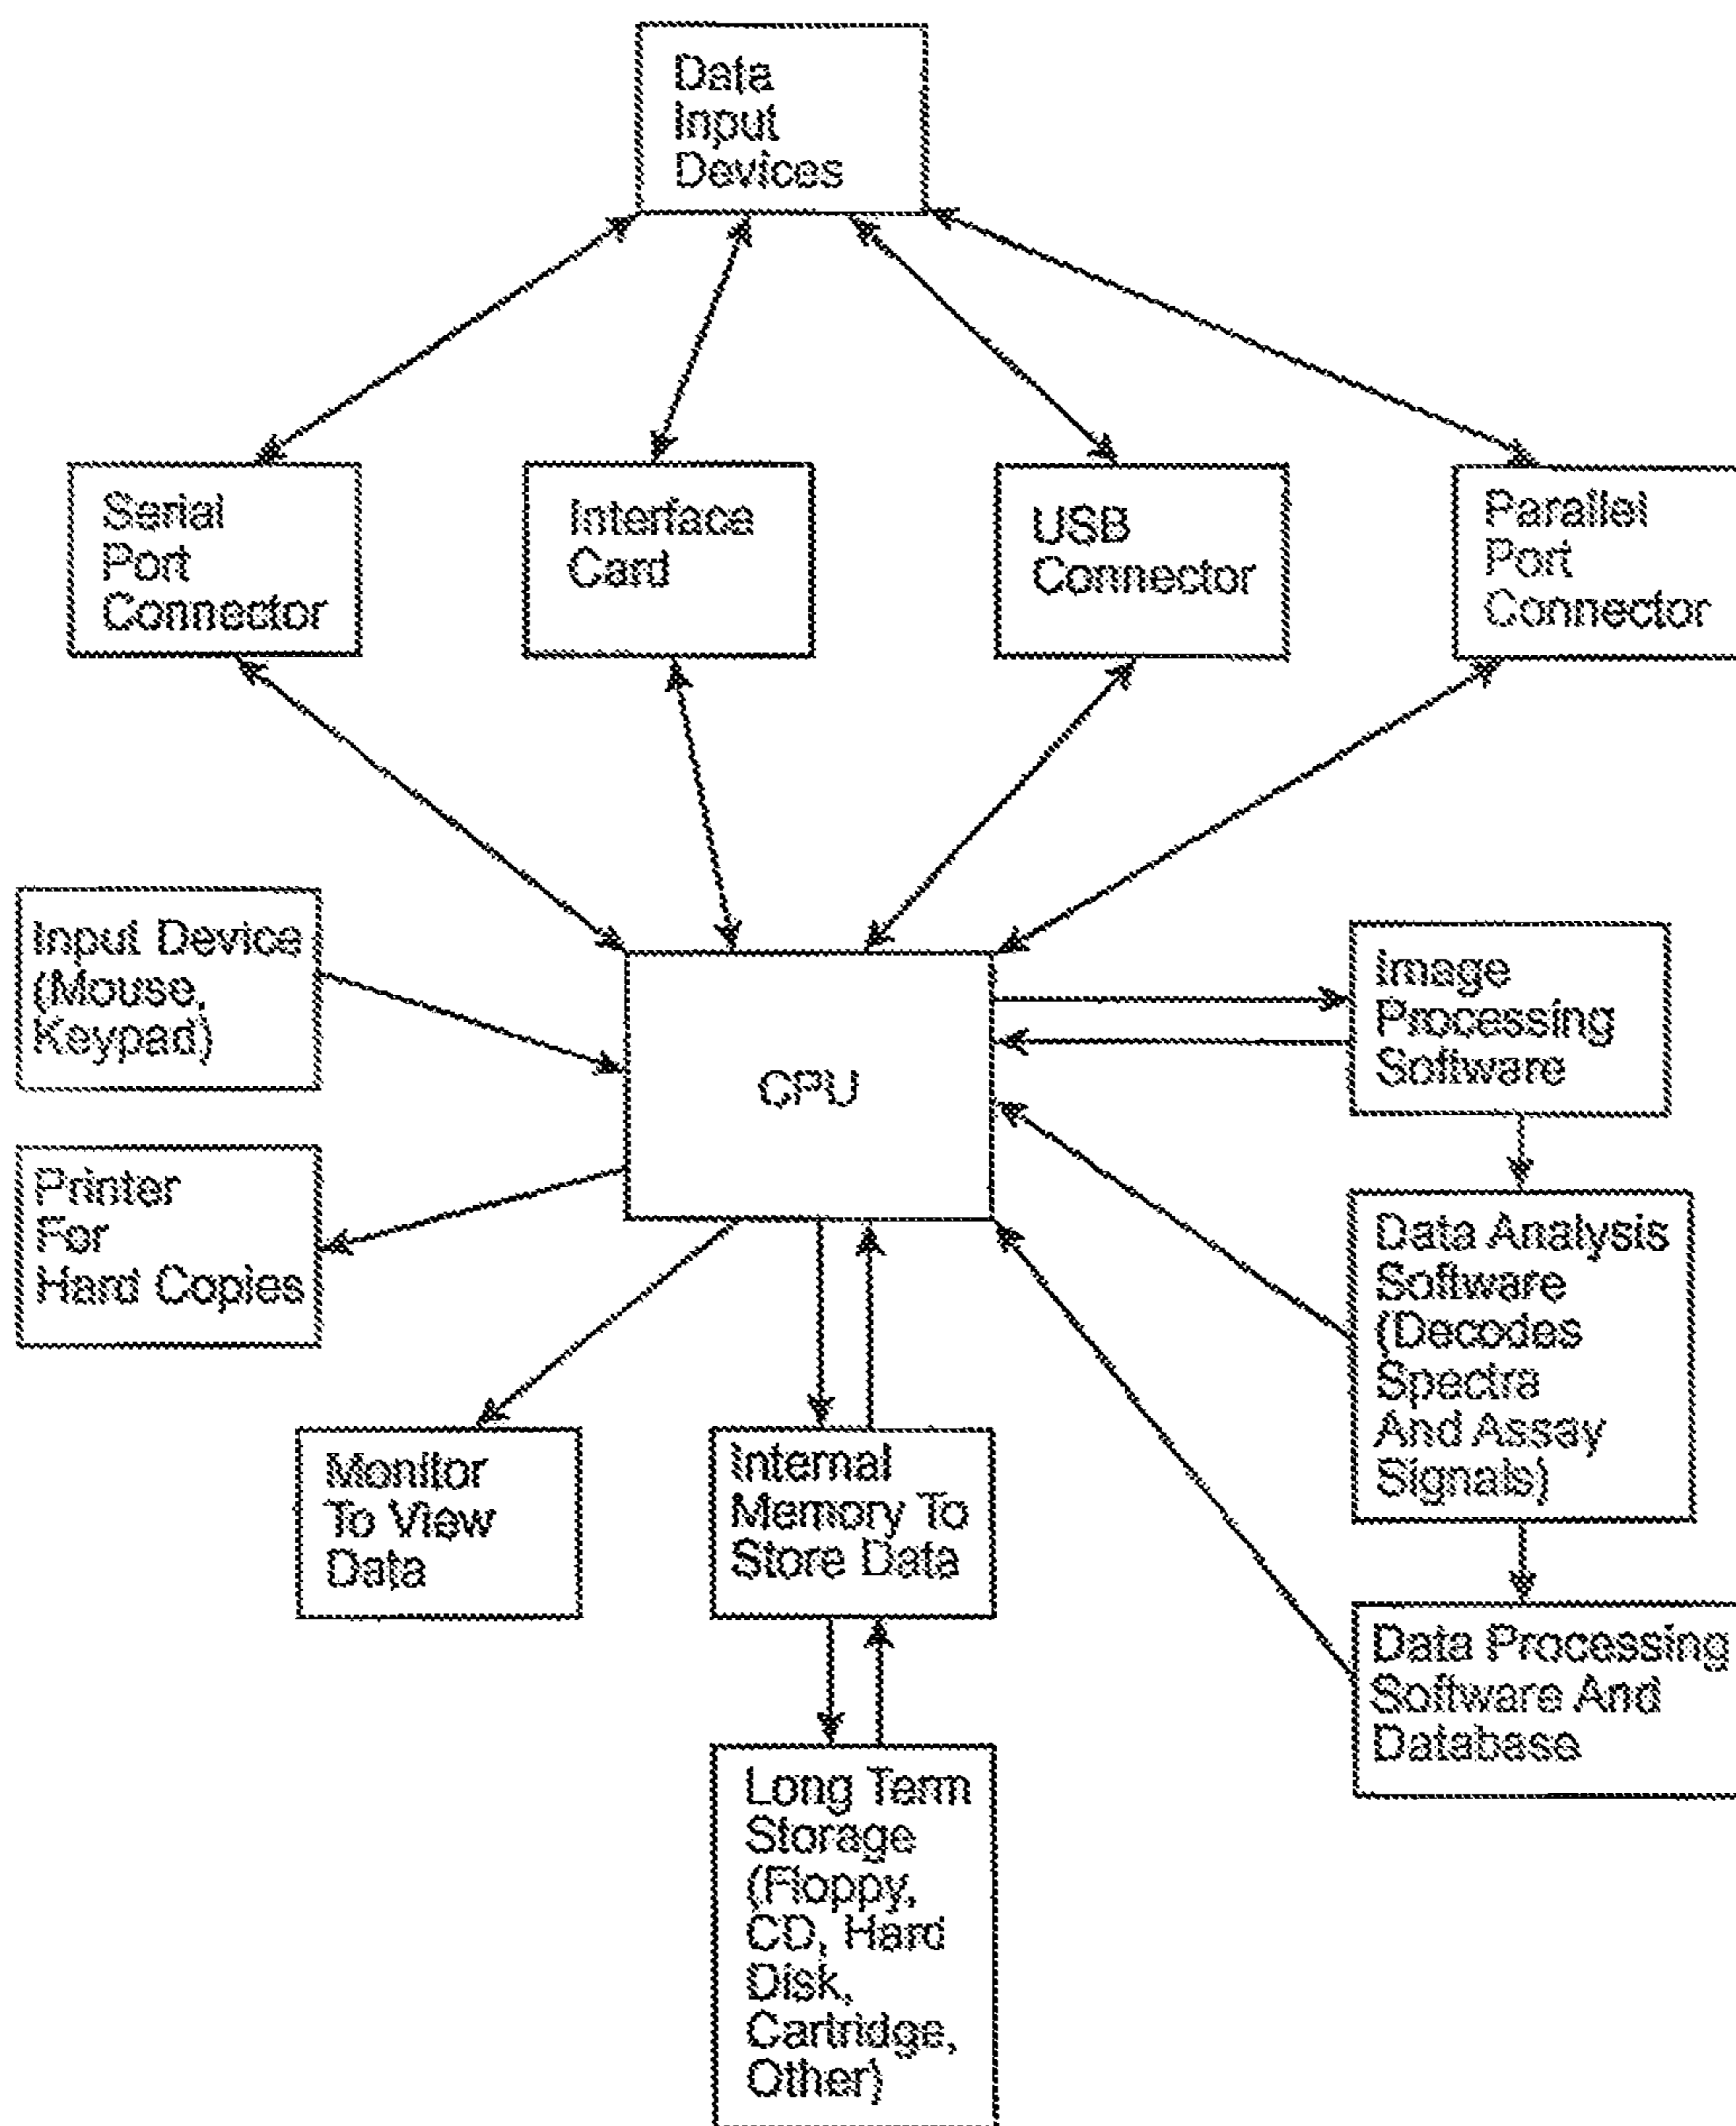 Data
Input
Devices
Serial
Port
Connector
Interface
Card
USB
Connector
Parallel
Port
Connector
Input Device
(Mouse,
Keypad)
CPU
Image
Processing
Software
Printer
For
Hard Copies
Data Analysis
Software
(Decodes
Spectra
And Assay
Signals)
Monitor
To View
Data
Internal
Memory To
Store Data
Data Processing
Software And
Database
Long Term
Storage
(Floppy,
CD, Hard
Disk,
Cartridge,
Other)